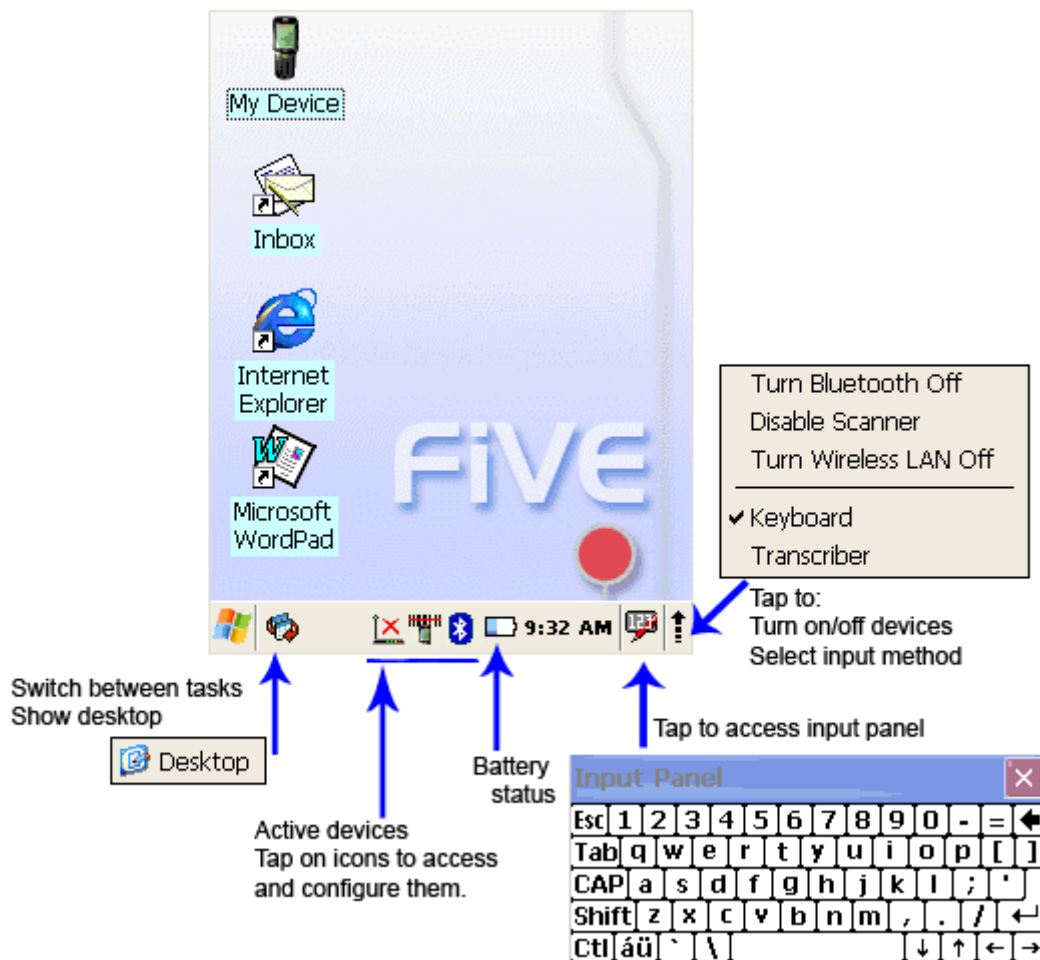 My Device
Inbox
Internet
Explorer
Microsoft
WordPad
FiVE
9:32 AM
123
Turn Bluetooth Off
Disable Scanner
Turn Wireless LAN Off
✔ Keyboard
Transcriber
Tap to:
Turn on/off devices
Select input method
Switch between tasks
Show desktop
Desktop
Active devices
Tap on icons to access
and configure them.
Battery
status
Tap to access input panel
Input Panel
Esc 1 2 3 4 5 6 7 8 9 0 - = 🡄
Tab q w e r t y u i o p [ ]
CAP a s d f g h j k l ; '
Shift z x c v b n m , . / ↵
Ctl áü ` \ ↓ ↑ ← →